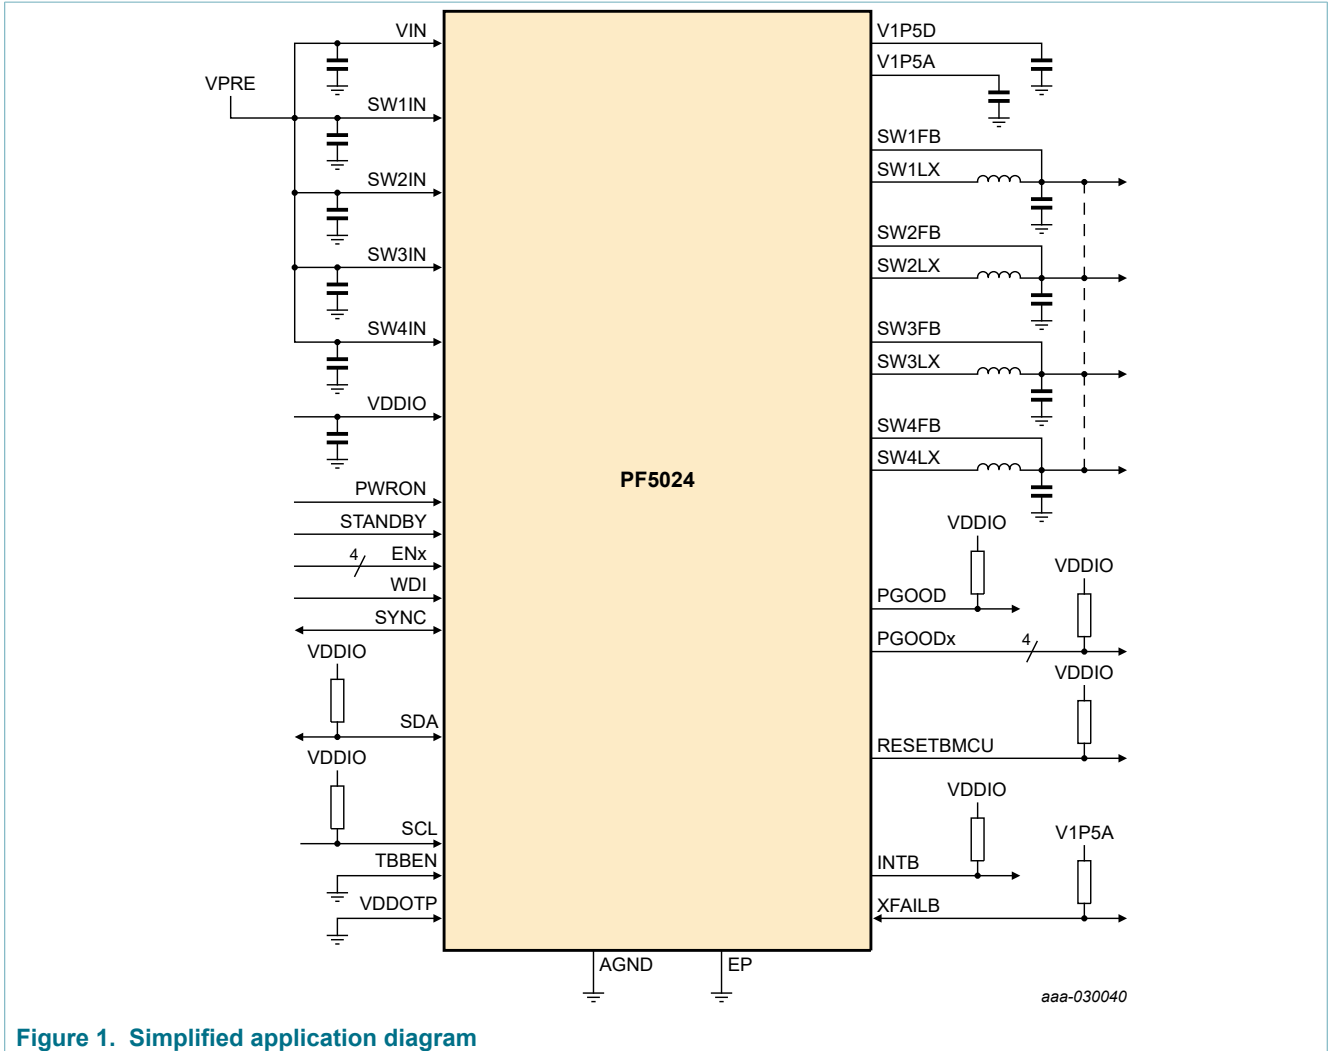 VIN
VPRE
SW1IN
SW2IN
SW3IN
SW4IN
VDDIO
PWRON
STANDBY
4 ENx
WDI
SYNC
VDDIO
SDA
VDDIO
SCL
TBBEN
VDDOTP
PF5024
AGND
EP
V1P5D
V1P5A
SW1FB
SW1LX
SW2FB
SW2LX
SW3FB
SW3LX
SW4FB
SW4LX
VDDIO
PGOOD
VDDIO
PGOODx 4
VDDIO
RESETBMCU
VDDIO
INTB
V1P5A
XFAILB
aaa-030040
Figure 1. Simplified application diagram